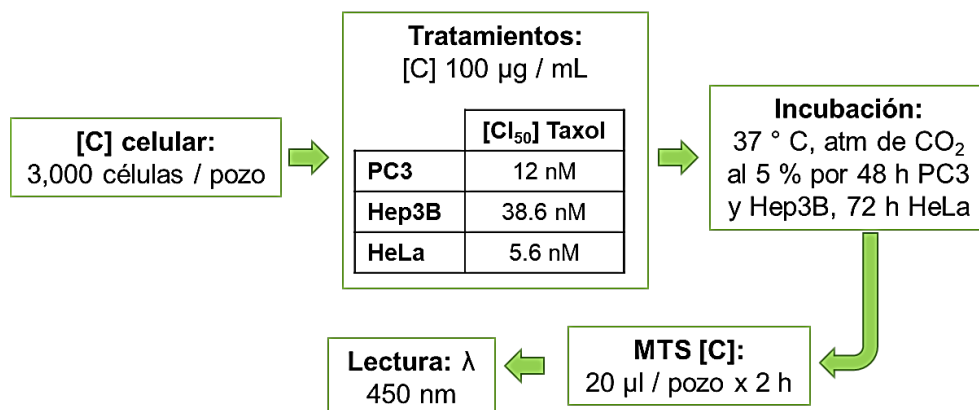 [C] celular:
3,000 células / pozo
Tratamientos:
[C] 100 µg / mL
[CI₅₀] Taxol
PC3 12 nM
Hep3B 38.6 nM
HeLa 5.6 nM
Incubación:
37 ° C, atm de CO₂
al 5 % por 48 h PC3
y Hep3B, 72 h HeLa
MTS [C]:
20 µl / pozo x 2 h
Lectura: λ
450 nm